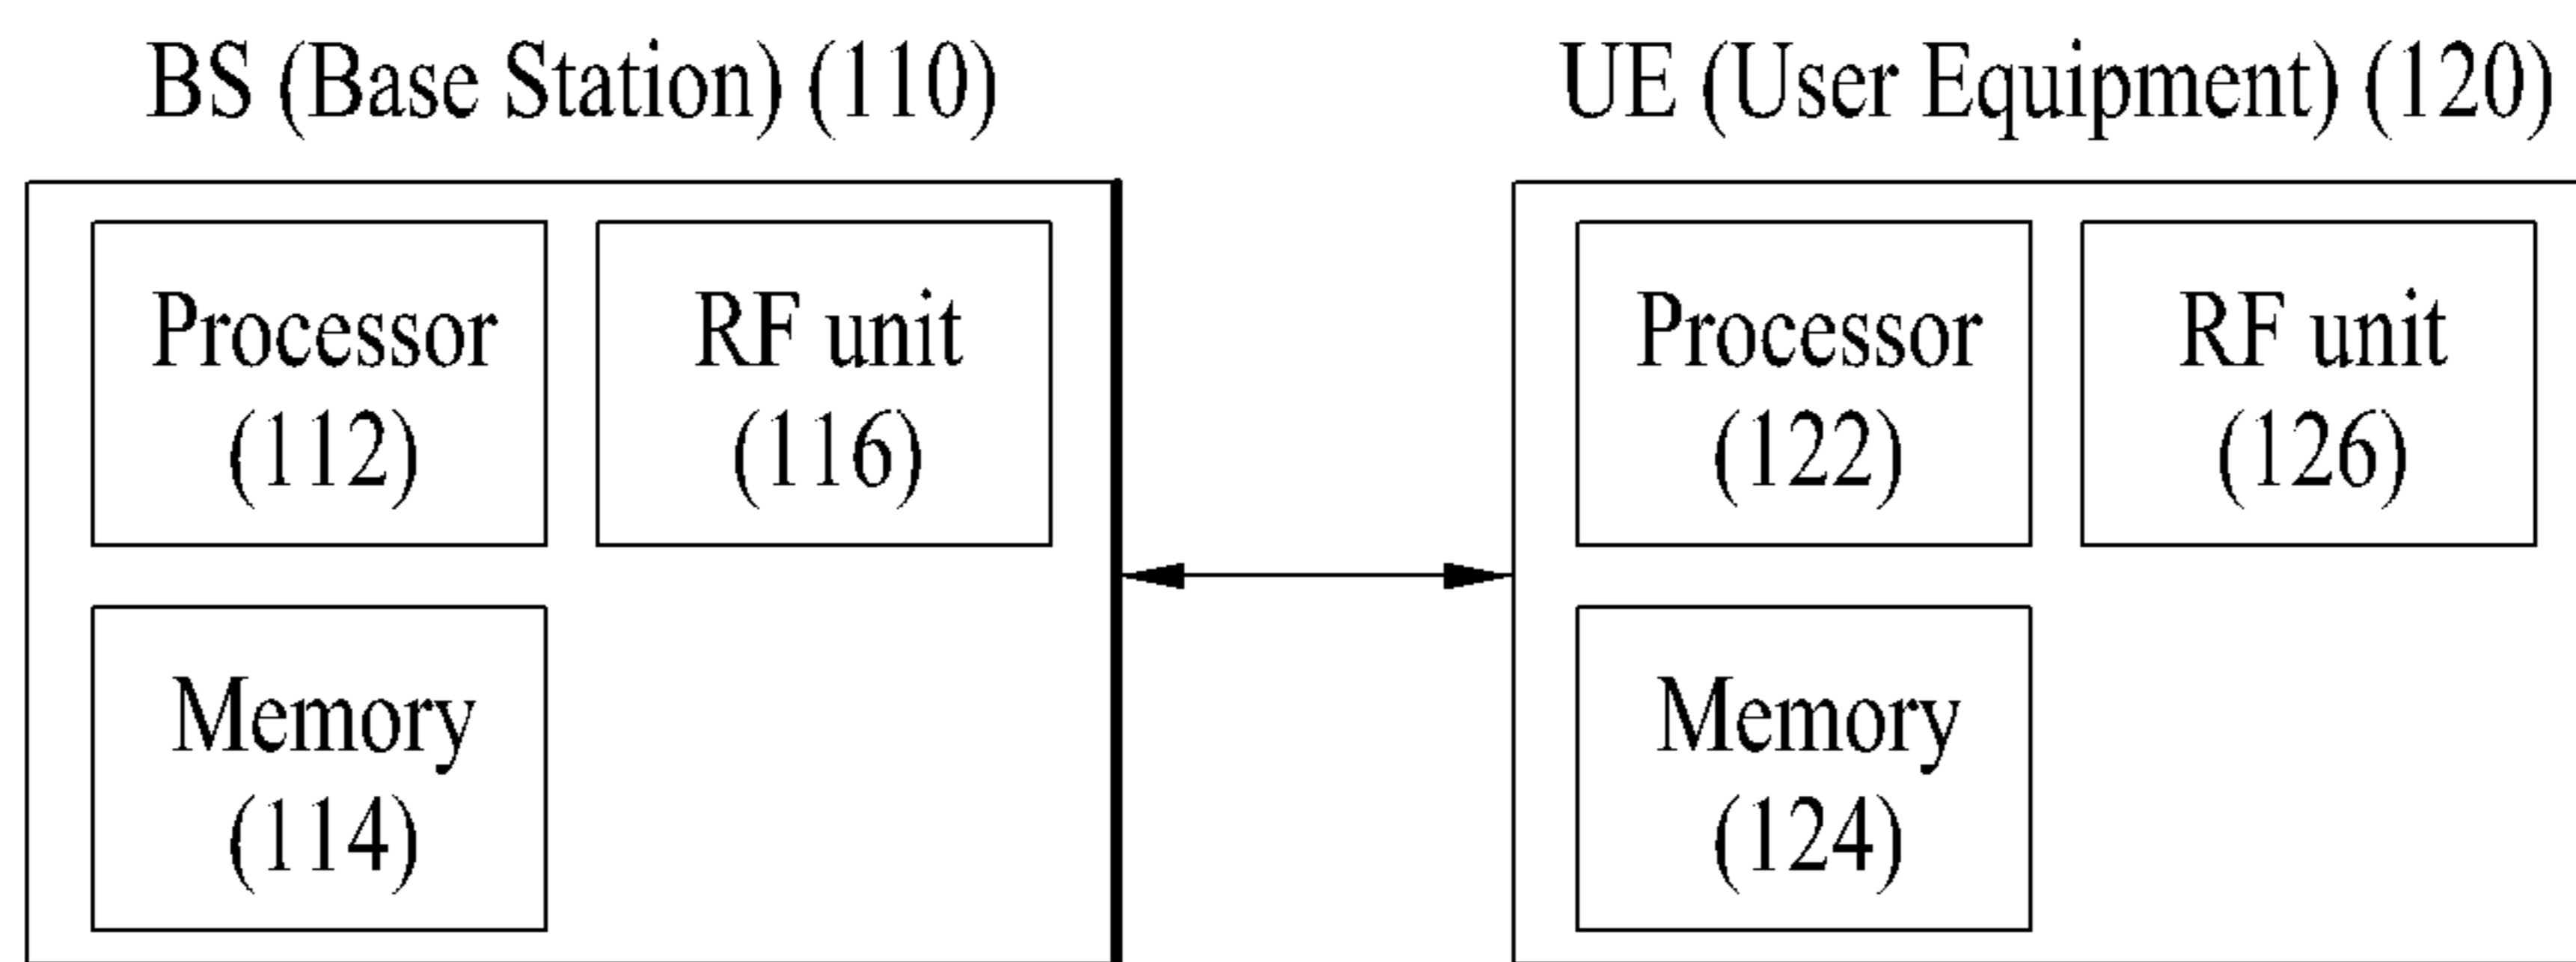 BS (Base Station) (110)
Processor
(112)
RF unit
(116)
Memory
(114)
UE (User Equipment) (120)
Processor
(122)
RF unit
(126)
Memory
(124)